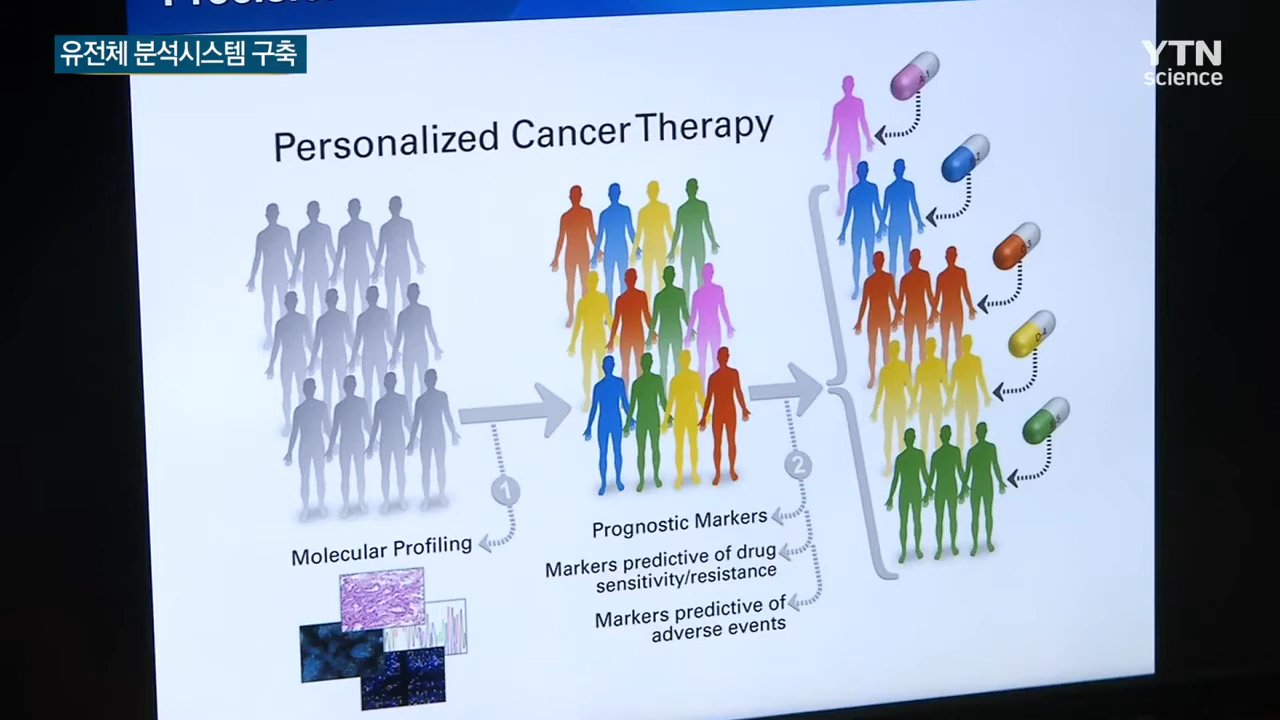 유전체 분석시스템 구축
YTN
science
Personalized Cancer Therapy
1
2
Molecular Profiling
Prognostic Markers
Markers predictive of drug
sensitivity/resistance
Markers predictive of
adverse events